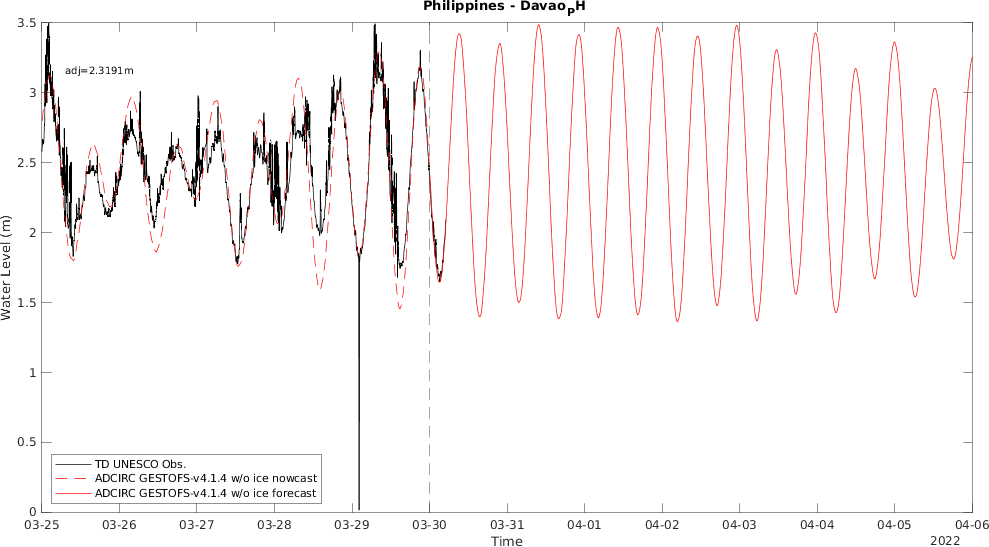 Philippines - DavaoPH
adj=2.3191m
Water Level (m)
3.5
3
2.5
2
1.5
1
0.5
0
TD UNESCO Obs.
ADCIRC GESTOFS-v4.1.4 w/o ice nowcast
ADCIRC GESTOFS-v4.1.4 w/o ice forecast
03-25 03-26 03-27 03-28 03-29 03-30 03-31 04-01 04-02 04-03 04-04 04-05 04-06
Time
2022